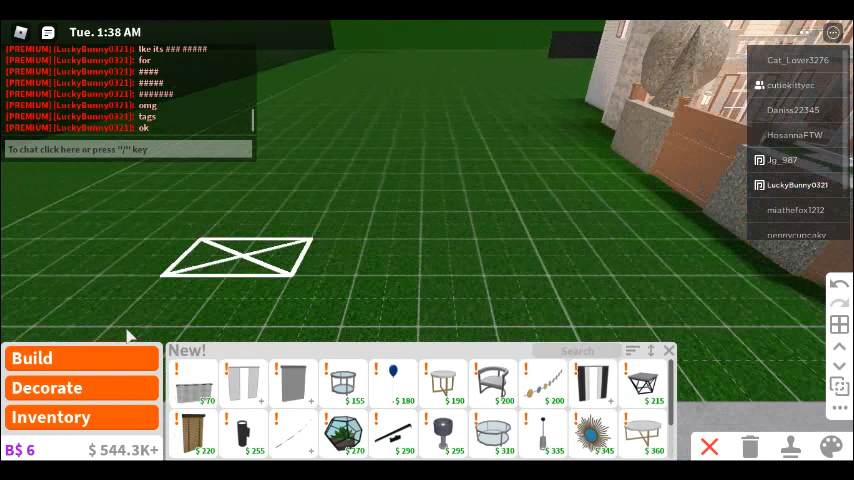 Tue. 1:38 AM
[PREMIUM] [LuckyBunny0321]: lke its ### #####
[PREMIUM] [LuckyBunny0321]: for
[PREMIUM] [LuckyBunny0321]: ####
[PREMIUM] [LuckyBunny0321]: #####
[PREMIUM] [LuckyBunny0321]: #######
[PREMIUM] [LuckyBunny0321]: omg
[PREMIUM] [LuckyBunny0321]: tags
[PREMIUM] [LuckyBunny0321]: ok
To chat click here or press "/" key
Cat_Lover3276
cutiekittyec
Daniss22345
HosannaFTW
Jg_987
LuckyBunny0321
miathefox1212
pennycupcaky
New!
Search
Build
Decorate
Inventory
B$ 6
$ 544.3K+
$70
+
+
$ 155
$180
$ 190
$ 200
$ 200
+
$ 215
$ 220
$ 255
+
$270
$ 290
$ 295
$ 310
$ 335
$345
$ 360